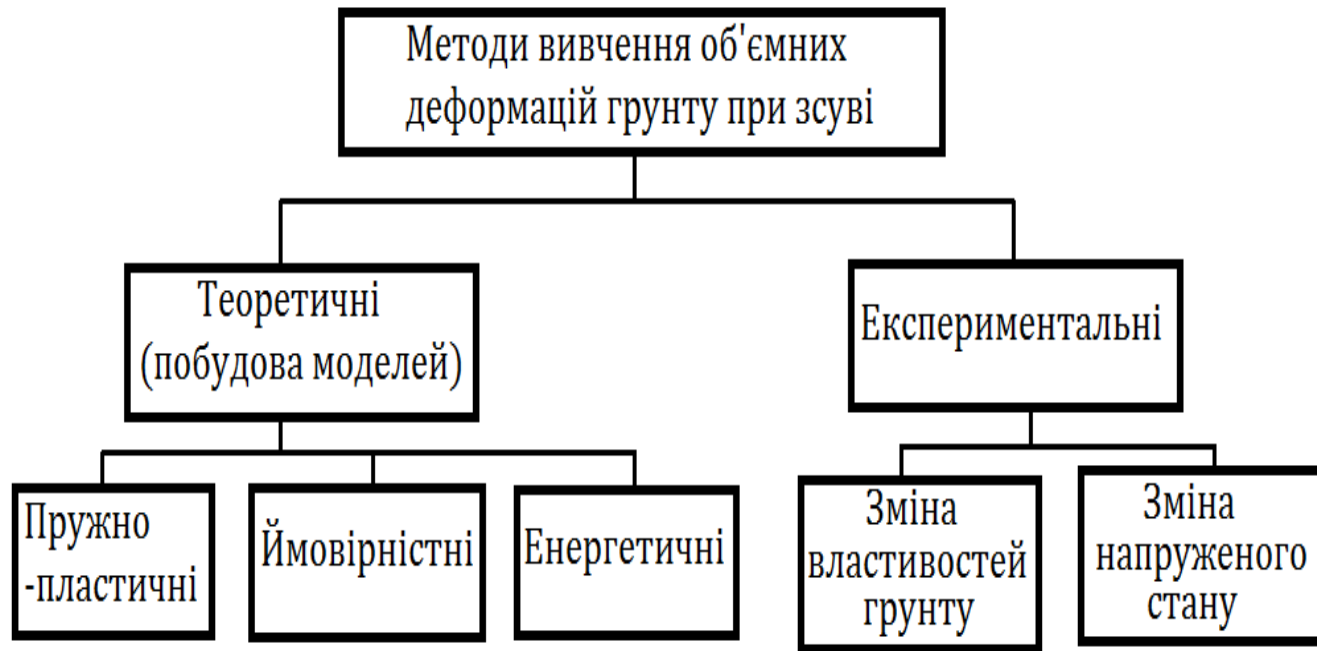 Методи вивчення об'ємних
деформацій грунту при зсуві
Теоретичні
(побудова моделей)
Експериментальні
Пружно
-пластичні
Ймовірністні
Енергетичні
Зміна
властивостей
грунту
Зміна
напруженого
стану